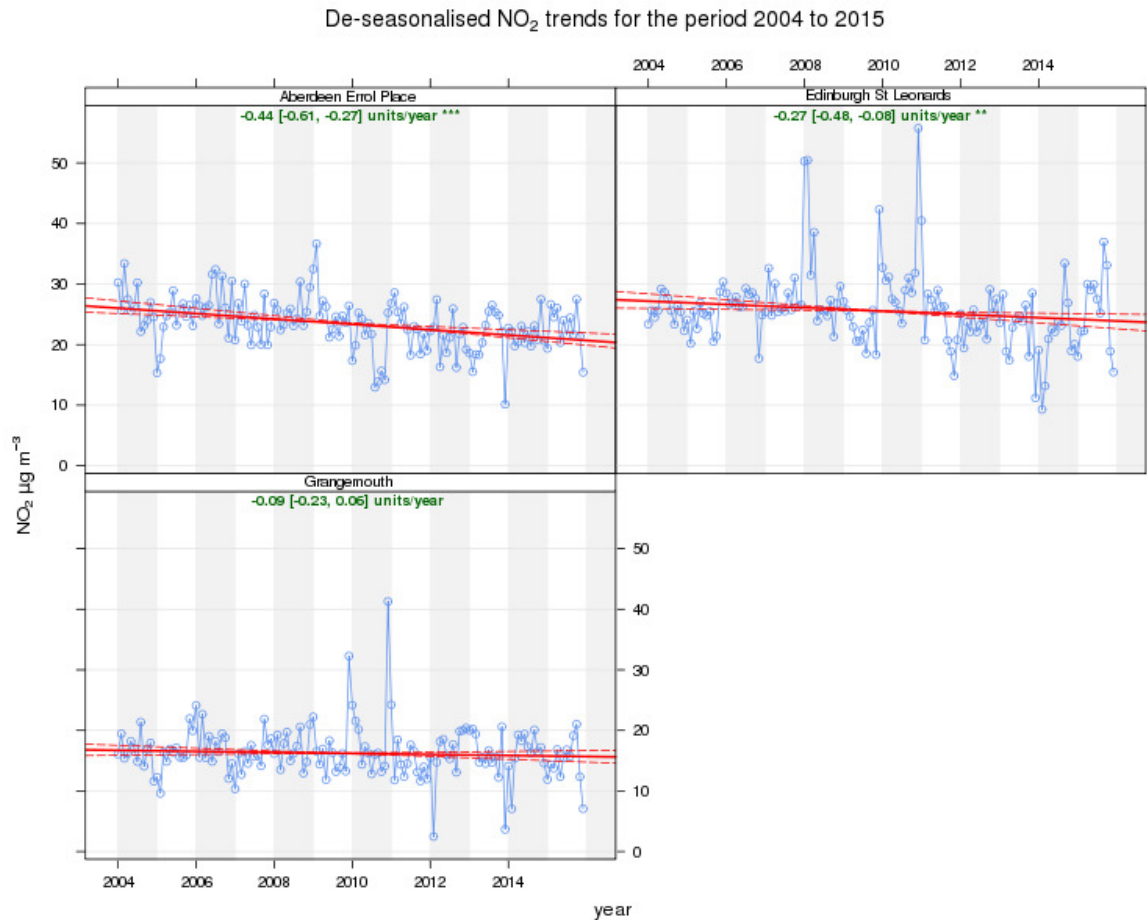 De-seasonalised NO₂ trends for the period 2004 to 2015
2004 2006 2008 2010 2012 2014
Aberdeen Errol Place
Edinburgh St Leonards
-0.44 [-0.61, -0.27] units/year ***
-0.27 [-0.48, -0.08] units/year **
50
40
30
20
10
0
Grangemouth
-0.09 [-0.23, 0.06] units/year
NO₂ µg m⁻³
50
40
30
20
10
0
2004 2006 2008 2010 2012 2014
year